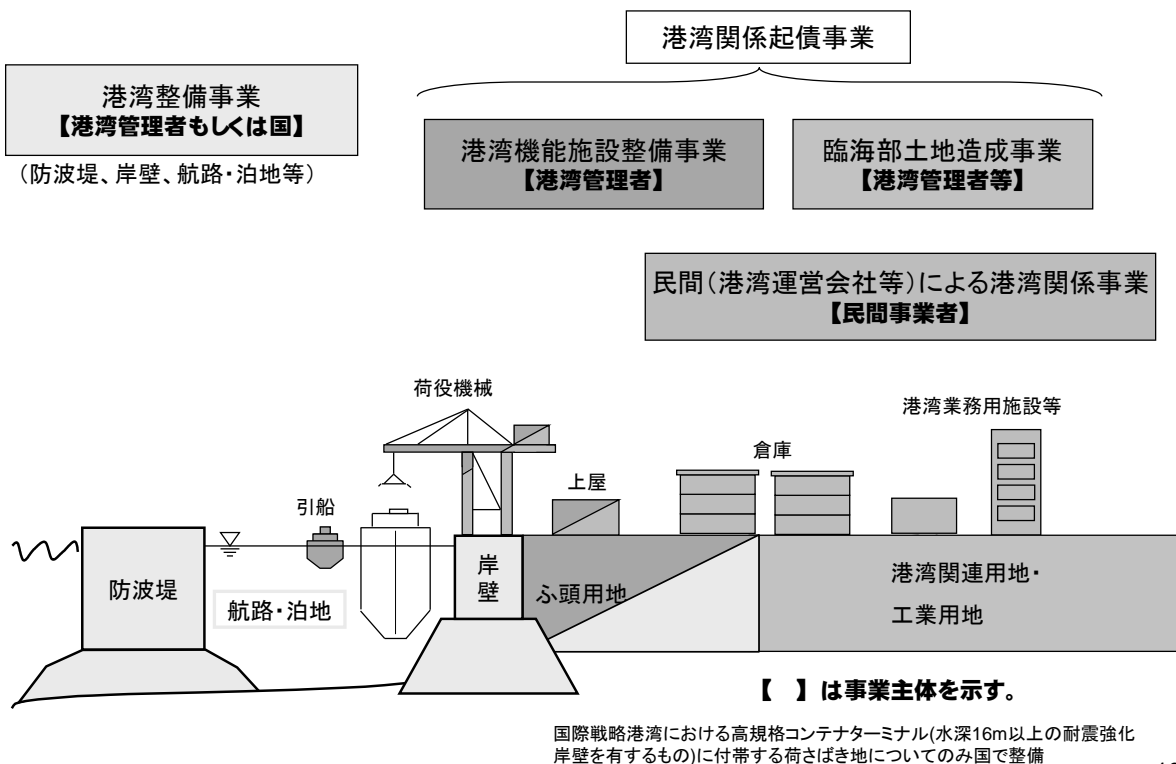 港湾関係起債事業
港湾整備事業
【港湾管理者もしくは国】
(防波堤、岸壁、航路・泊地等)
港湾機能施設整備事業
【港湾管理者】
臨海部土地造成事業
【港湾管理者等】
民間(港湾運営会社等)による港湾関係事業
【民間事業者】
荷役機械
港湾業務用施設等
倉庫
上屋
引船
防波堤
航路・泊地
岸壁
ふ頭用地
港湾関連用地・
工業用地
【 】は事業主体を示す。
国際戦略港湾における高規格コンテナターミナル(水深16m以上の耐震強化
岸壁を有するもの)に付帯する荷さばき地についてのみ国で整備